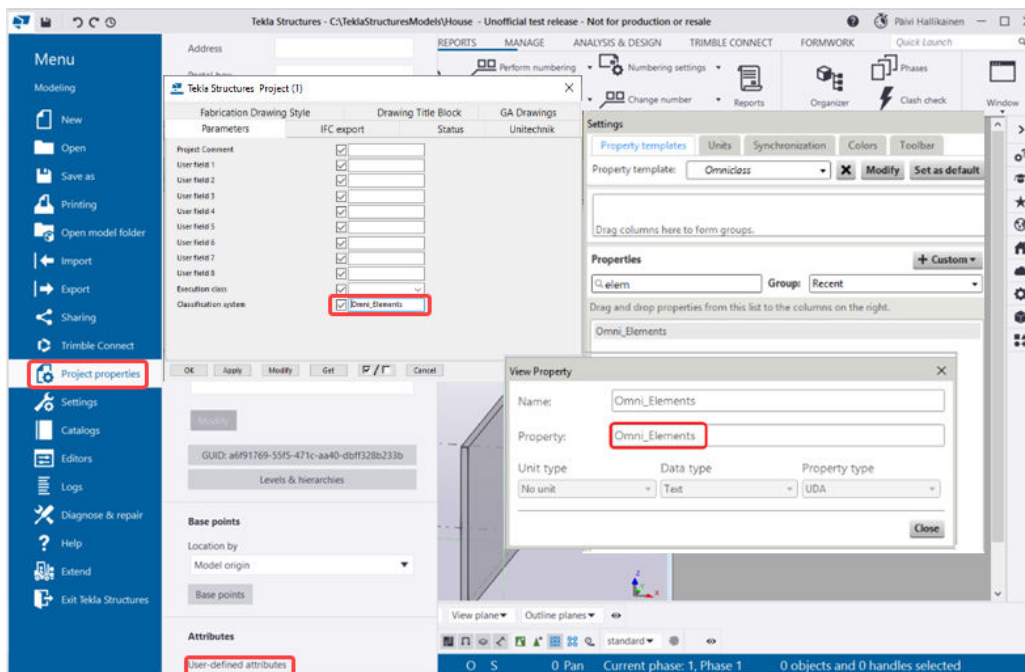 Tekla Structures - C:\TeklaStructuresModels\House - Unofficial test release - Not for production or resale
Päivi Hallikainen
Menu
Modeling
New
Open
Save as
Printing
Open model folder
Import
Export
Sharing
Trimble Connect
Project properties
Settings
Catalogs
Editors
Logs
Diagnose & repair
Help
Extend
Exit Tekla Structures
Address
REPORTS MANAGE ANALYSIS & DESIGN TRIMBLE CONNECT FORMWORK Quick Launch
Perform numbering
Numbering settings
Change number
Reports
Organizer
Phases
Clash check
Window
Tekla Structures Project (1)
Fabrication Drawing Style Drawing Title Block GA Drawings
Parameters IFC export Status Unitechnik
Project Comment
User field 1
User field 2
User field 3
User field 4
User field 5
User field 6
User field 7
User field 8
Execution class
Classification system Omni_Elements
OK Apply Modify Get Cancel
Modify
GUID: a6f91769-55f5-471c-aa40-dbff328b233b
Levels & hierarchies
Base points
Location by
Model origin
Base points
Attributes
User-defined attributes
Settings
Property templates Units Synchronization Colors Toolbar
Property template: Omniclass Modify Set as default
Drag columns here to form groups.
Properties + Custom
elem Group: Recent
Drag and drop properties from this list to the columns on the right.
Omni_Elements
View Property
Name: Omni_Elements
Property: Omni_Elements
Unit type Data type Property type
No unit Text UDA
Close
z
x
View plane Outline planes
standard
O S 0 Pan Current phase: 1, Phase 1 0 objects and 0 handles selected